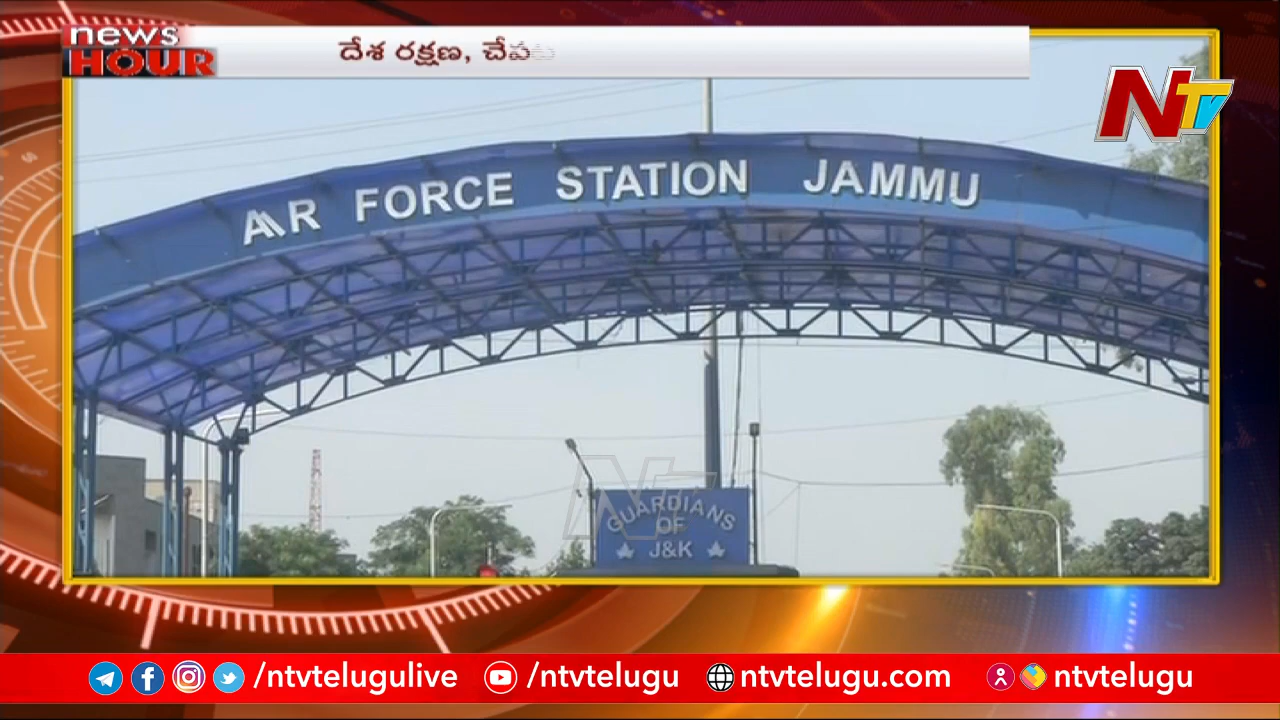 news
HOUR
దేశ రక్షణ,
NTV
AIR FORCE STATION JAMMU
GUARDIANS
OF
J&K
/ntvtelugulive
/ntvtelugu
ntvtelugu.com
ntvtelugu